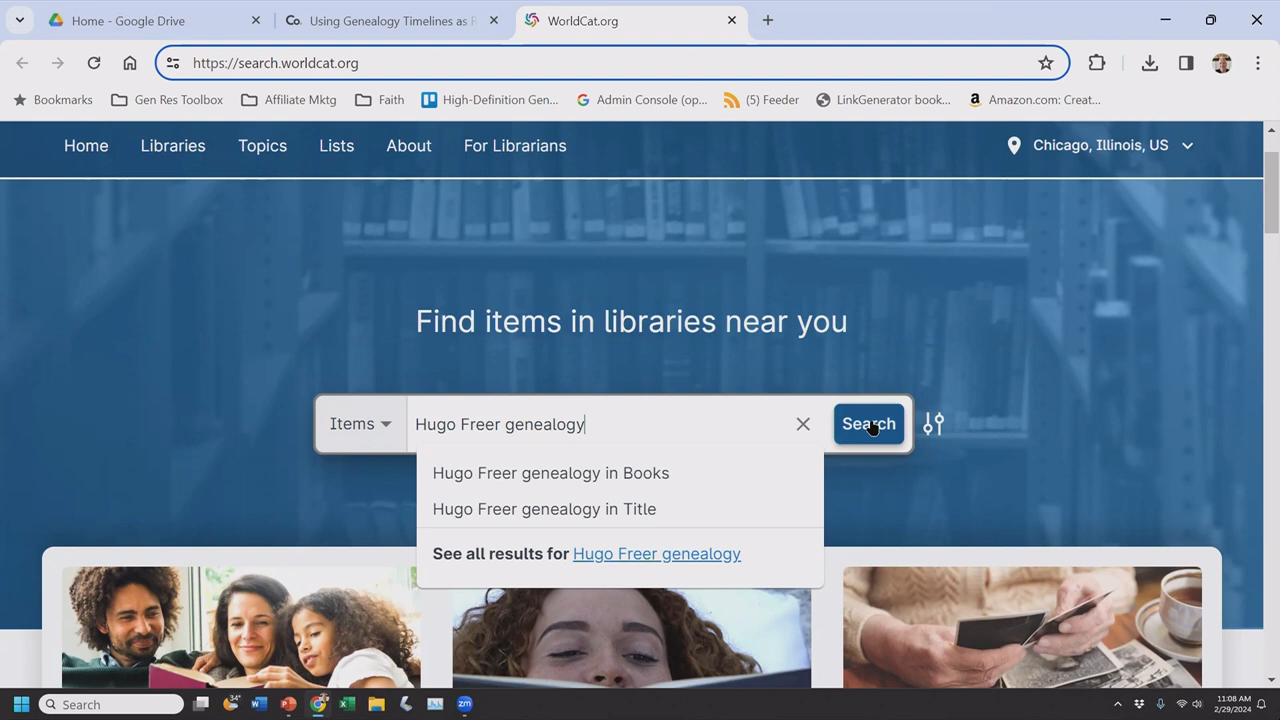 Home - Google Drive
Co.
Using Genealogy Timelines as R
WorldCat.org
https://search.worldcat.org
Bookmarks
Gen Res Toolbox
Affiliate Mktg
Faith
High-Definition Gen...
Admin Console (op...
(5) Feeder
LinkGenerator book...
Amazon.com: Creat...
Home
Libraries
Topics
Lists
About
For Librarians
Chicago, Illinois, US
Find items in libraries near you
Items
Hugo Freer genealogy
Search
Hugo Freer genealogy in Books
Hugo Freer genealogy in Title
See all results for Hugo Freer genealogy
Search
34°
11:08 AM
2/29/2024